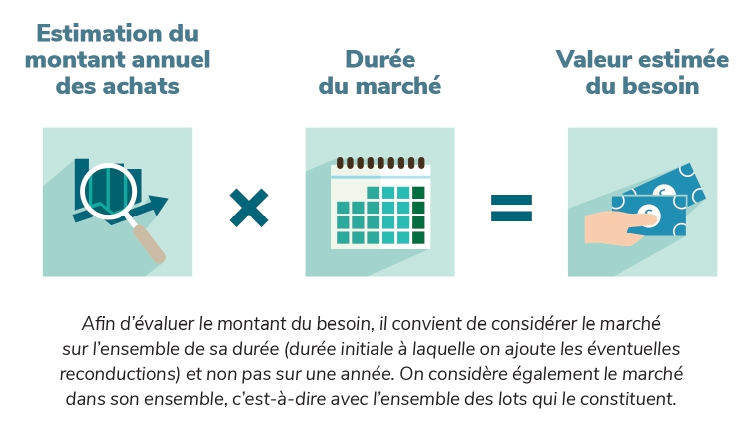 Estimation du
montant annuel
des achats
×
Durée
du marché
=
Valeur estimée
du besoin
Afin d’évaluer le montant du besoin, il convient de considérer le marché
sur l’ensemble de sa durée (durée initiale à laquelle on ajoute les éventuelles
reconductions) et non pas sur une année. On considère également le marché
dans son ensemble, c’est-à-dire avec l’ensemble des lots qui le constituent.